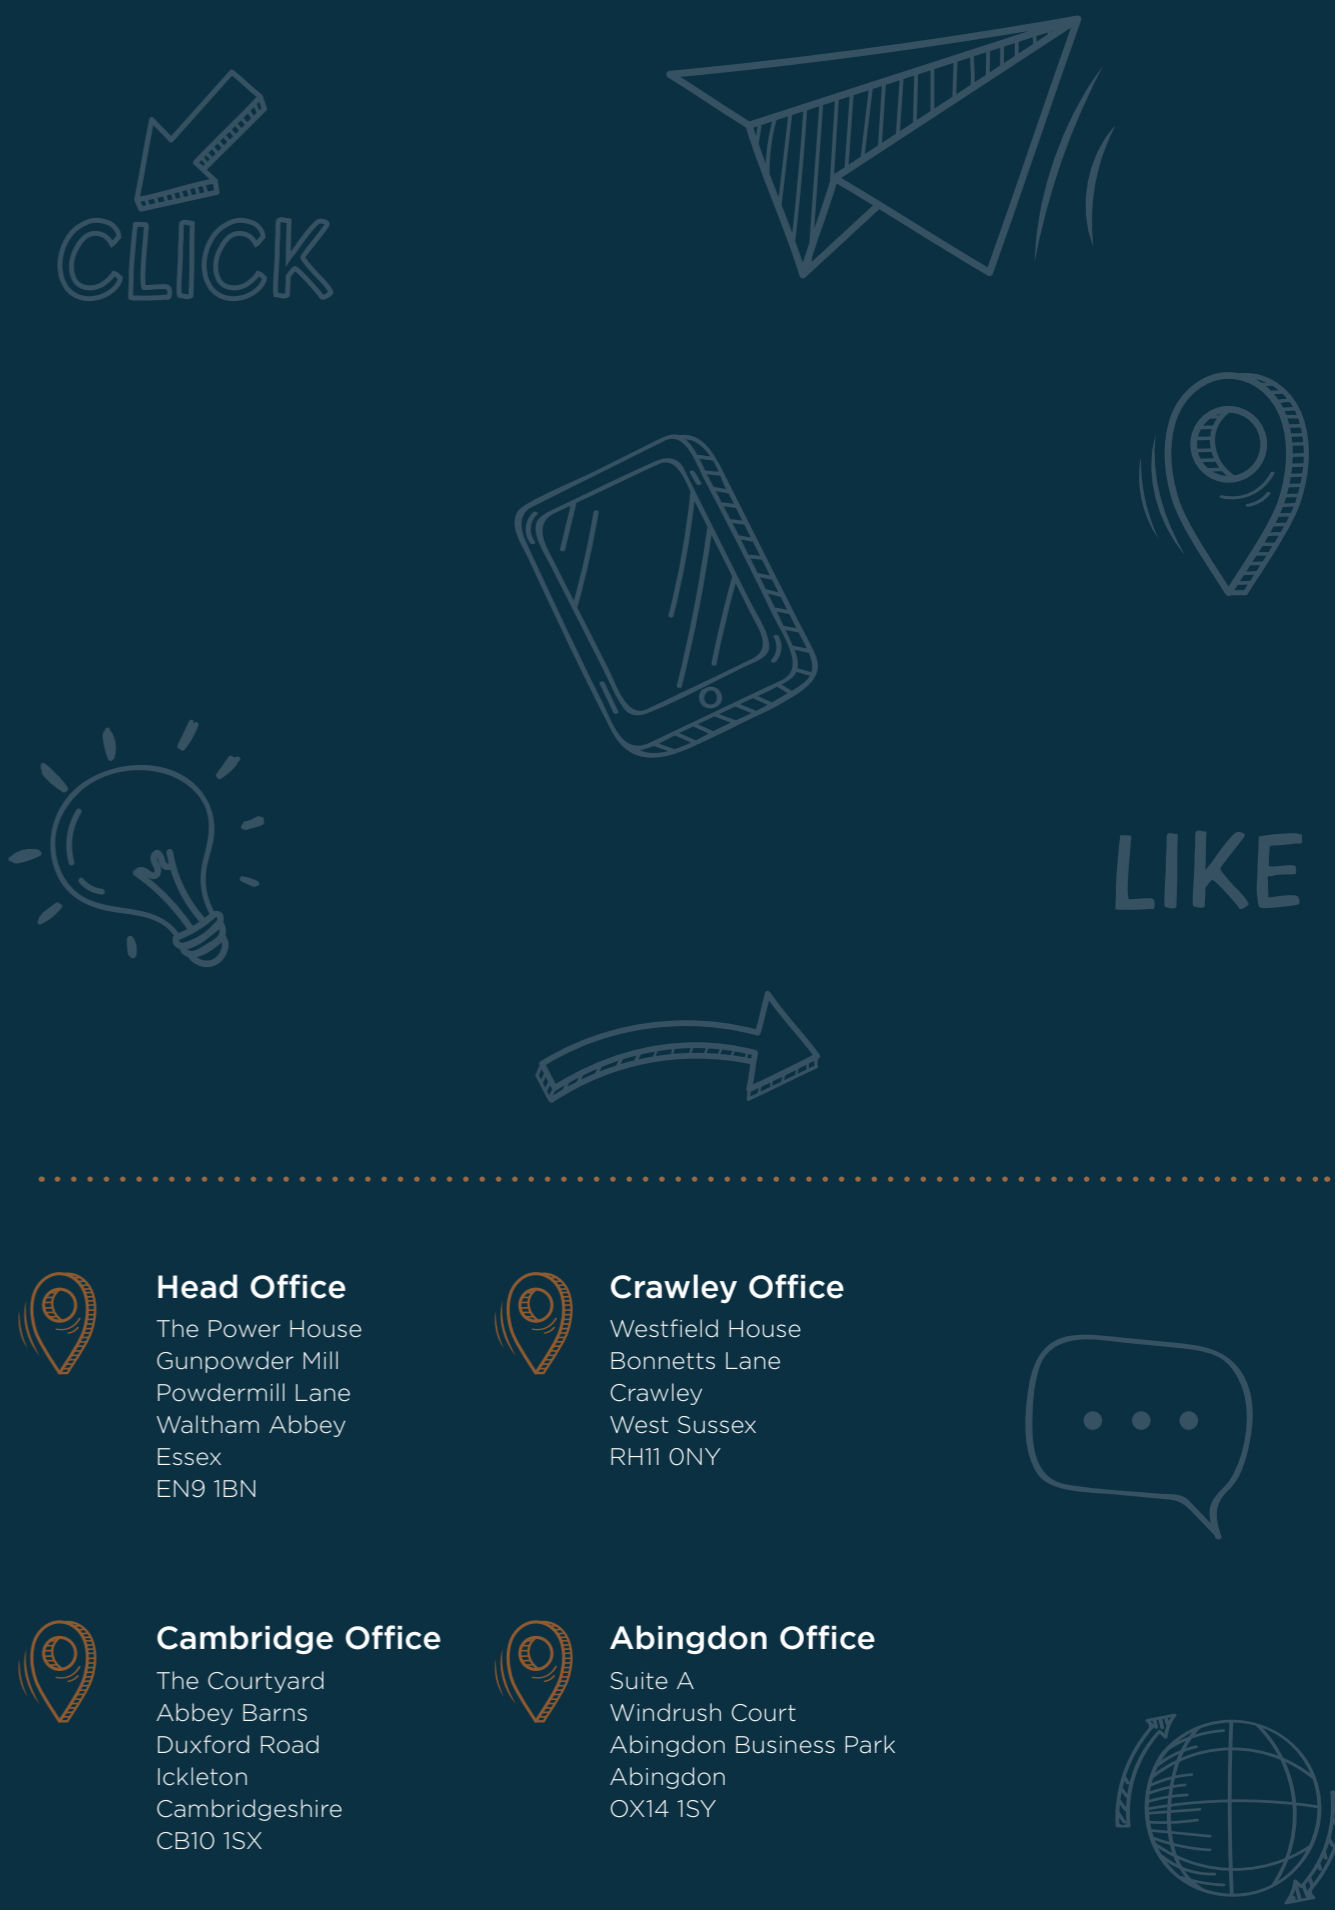 CLICK
LIKE
Head Office
The Power House
Gunpowder Mill
Powdermill Lane
Waltham Abbey
Essex
EN9 1BN
Crawley Office
Westfield House
Bonnetts Lane
Crawley
West Sussex
RH11 0NY
Cambridge Office
The Courtyard
Abbey Barns
Duxford Road
Ickleton
Cambridgeshire
CB10 1SX
Abingdon Office
Suite A
Windrush Court
Abingdon Business Park
Abingdon
OX14 1SY